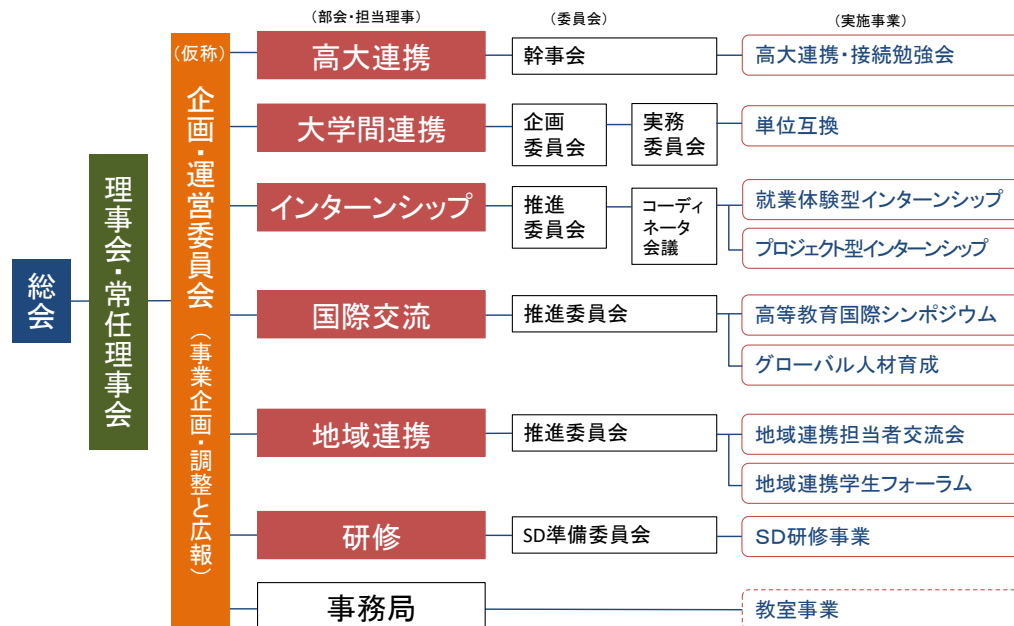 （部会・担当理事）
（委員会）
（実施事業）
総会
理事会・常任理事会
（仮称）
企画・運営委員会
（事業企画・調整と広報）
高大連携
幹事会
高大連携・接続勉強会
大学間連携
企画
委員会
実務
委員会
単位互換
インターンシップ
推進
委員会
コーディ
ネータ
会議
就業体験型インターンシップ
プロジェクト型インターンシップ
国際交流
推進委員会
高等教育国際シンポジウム
グローバル人材育成
地域連携
推進委員会
地域連携担当者交流会
地域連携学生フォーラム
研修
SD準備委員会
ＳＤ研修事業
事務局
教室事業